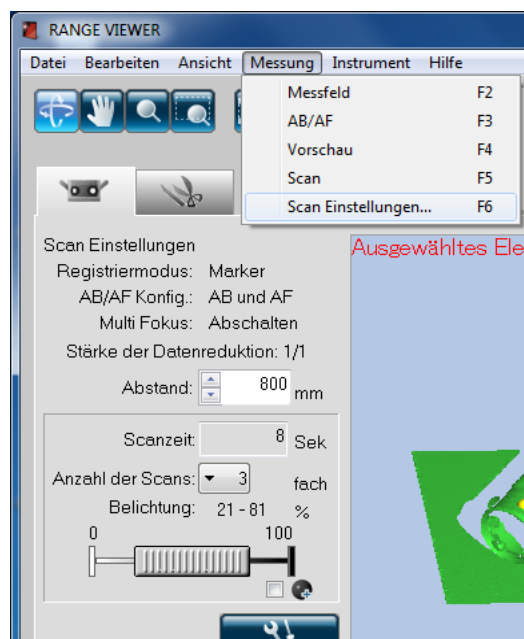 RANGE VIEWER
Datei Bearbeiten Ansicht Messung Instrument Hilfe
Messfeld F2
AB/AF F3
Vorschau F4
Scan F5
Scan Einstellungen... F6
Scan Einstellungen
Registriermodus: Marker
AB/AF Konfig.: AB und AF
Multi Fokus: Abschalten
Stärke der Datenreduktion: 1/1
Abstand: 800 mm
Scanzeit: 8 Sek
Anzahl der Scans: 3 fach
Belichtung: 21 - 81 %
0 100
Ausgewähltes Ele